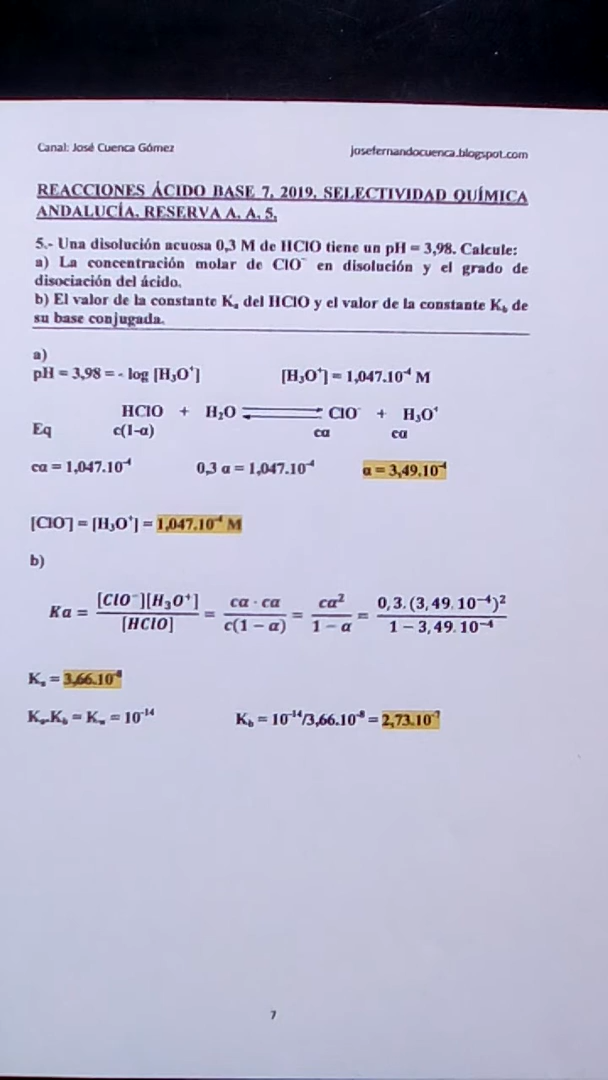 Canal: José Cuenca Gómez
josefernandocuenca.blogspot.com
REACCIONES ÁCIDO BASE 7, 2019, SELECTIVIDAD QUÍMICA
ANDALUCÍA. RESERVA A. A. 5.
5.- Una disolución acuosa 0,3 M de HClO tiene un pH = 3,98. Calcule:
a) La concentración molar de ClO⁻ en disolución y el grado de
disociación del ácido.
b) El valor de la constante Kₐ del HClO y el valor de la constante K_b de
su base conjugada.
a)
pH = 3,98 = - log [H₃O⁺] [H₃O⁺] = 1,047.10⁻⁴ M
HClO + H₂O ⇌ ClO⁻ + H₃O⁺
Eq c(1-α) cα cα
cα = 1,047.10⁻⁴ 0,3 α = 1,047.10⁻⁴ α = 3,49.10⁻⁴
[ClO⁻] = [H₃O⁺] = 1,047.10⁻⁴ M
b)
Ka = [ClO⁻][H₃O⁺] / [HClO] = cα · cα / c(1 − α) = cα² / 1 − α = 0,3.(3,49.10⁻⁴)² / 1 − 3,49.10⁻⁴
Kₐ = 3,66.10⁻⁸
Kₐ.K_b = K_w = 10⁻¹⁴ K_b = 10⁻¹⁴/3,66.10⁻⁸ = 2,73.10⁻⁷
7